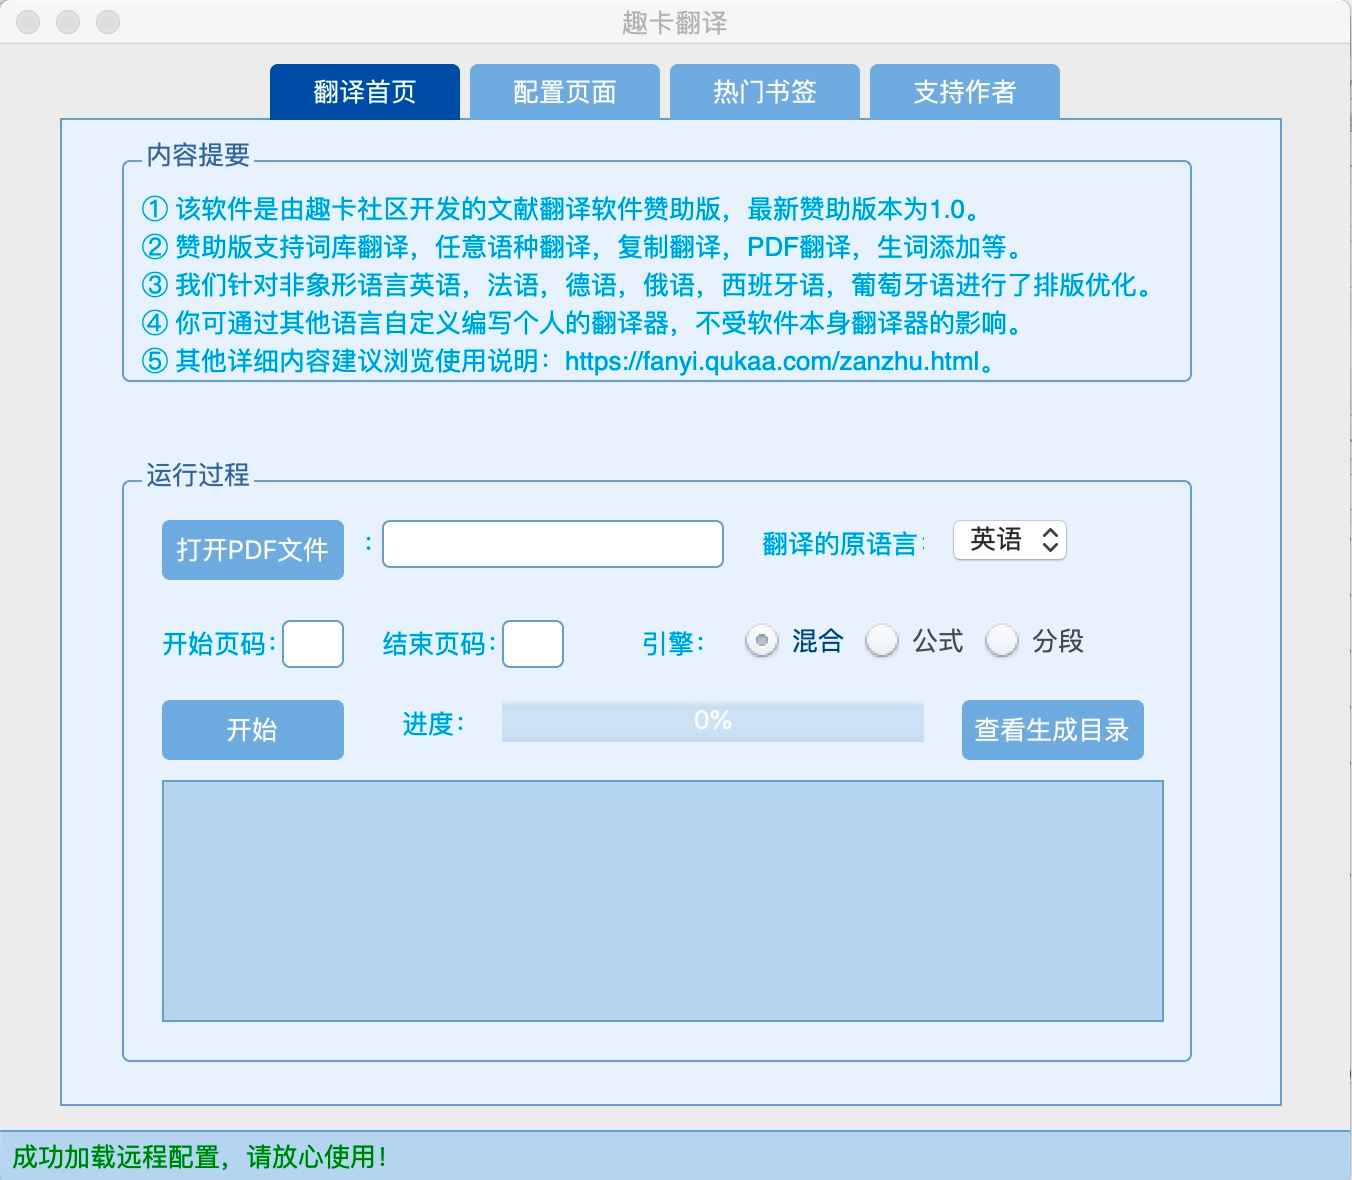 趣卡翻译
翻译首页 配置页面 热门书签 支持作者
内容提要
① 该软件是由趣卡社区开发的文献翻译软件赞助版，最新赞助版本为1.0。
② 赞助版支持词库翻译，任意语种翻译，复制翻译，PDF翻译，生词添加等。
③ 我们针对非象形语言英语，法语，德语，俄语，西班牙语，葡萄牙语进行了排版优化。
④ 你可通过其他语言自定义编写个人的翻译器，不受软件本身翻译器的影响。
⑤ 其他详细内容建议浏览使用说明：https://fanyi.qukaa.com/zanzhu.html。
运行过程
打开PDF文件 ： 翻译的原语言： 英语
开始页码： 结束页码： 引擎： 混合 公式 分段
开始 进度： 0% 查看生成目录
成功加载远程配置，请放心使用！